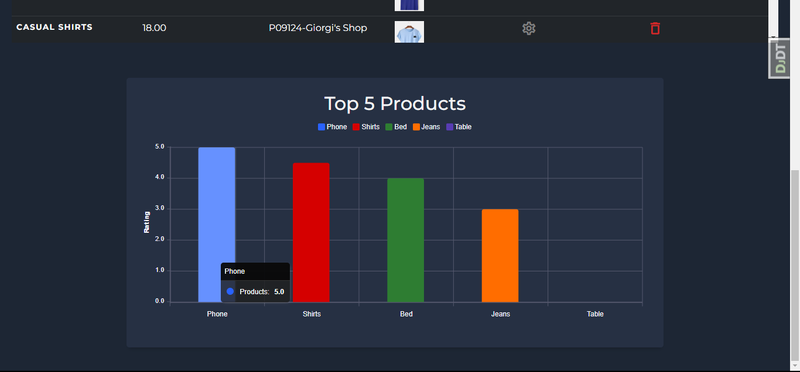 CASUAL SHIRTS 18.00 P09124-Giorgi's Shop
DJDT
Top 5 Products
Phone Shirts Bed Jeans Table
5.0
4.0
3.0
2.0
1.0
0.0
Rating
Phone
Products: 5.0
Phone Shirts Bed Jeans Table